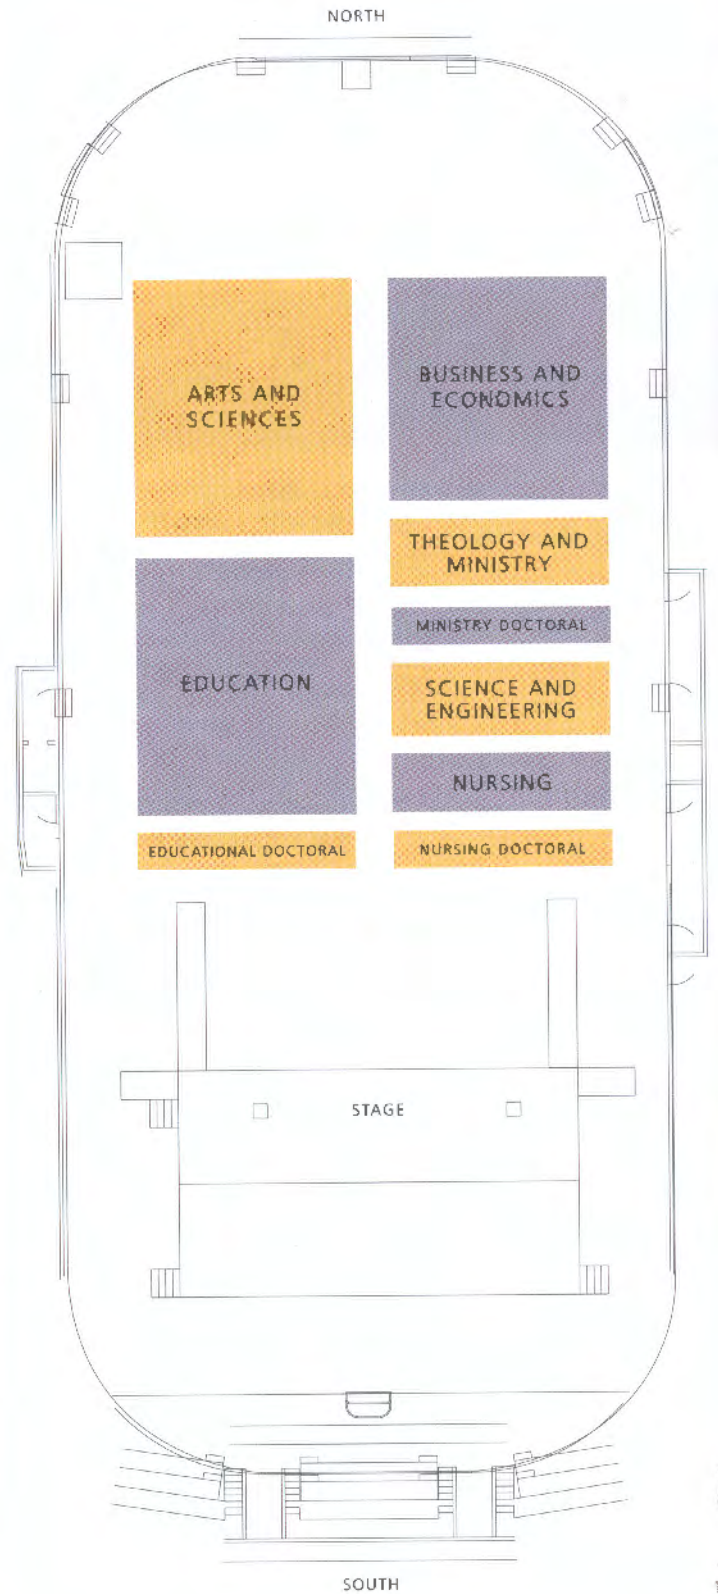 NORTH
ARTS AND
SCIENCES
BUSINESS AND
ECONOMICS
THEOLOGY AND
MINISTRY
MINISTRY DOCTORAL
EDUCATION
SCIENCE AND
ENGINEERING
NURSING
EDUCATIONAL DOCTORAL
NURSING DOCTORAL
STAGE
SOUTH